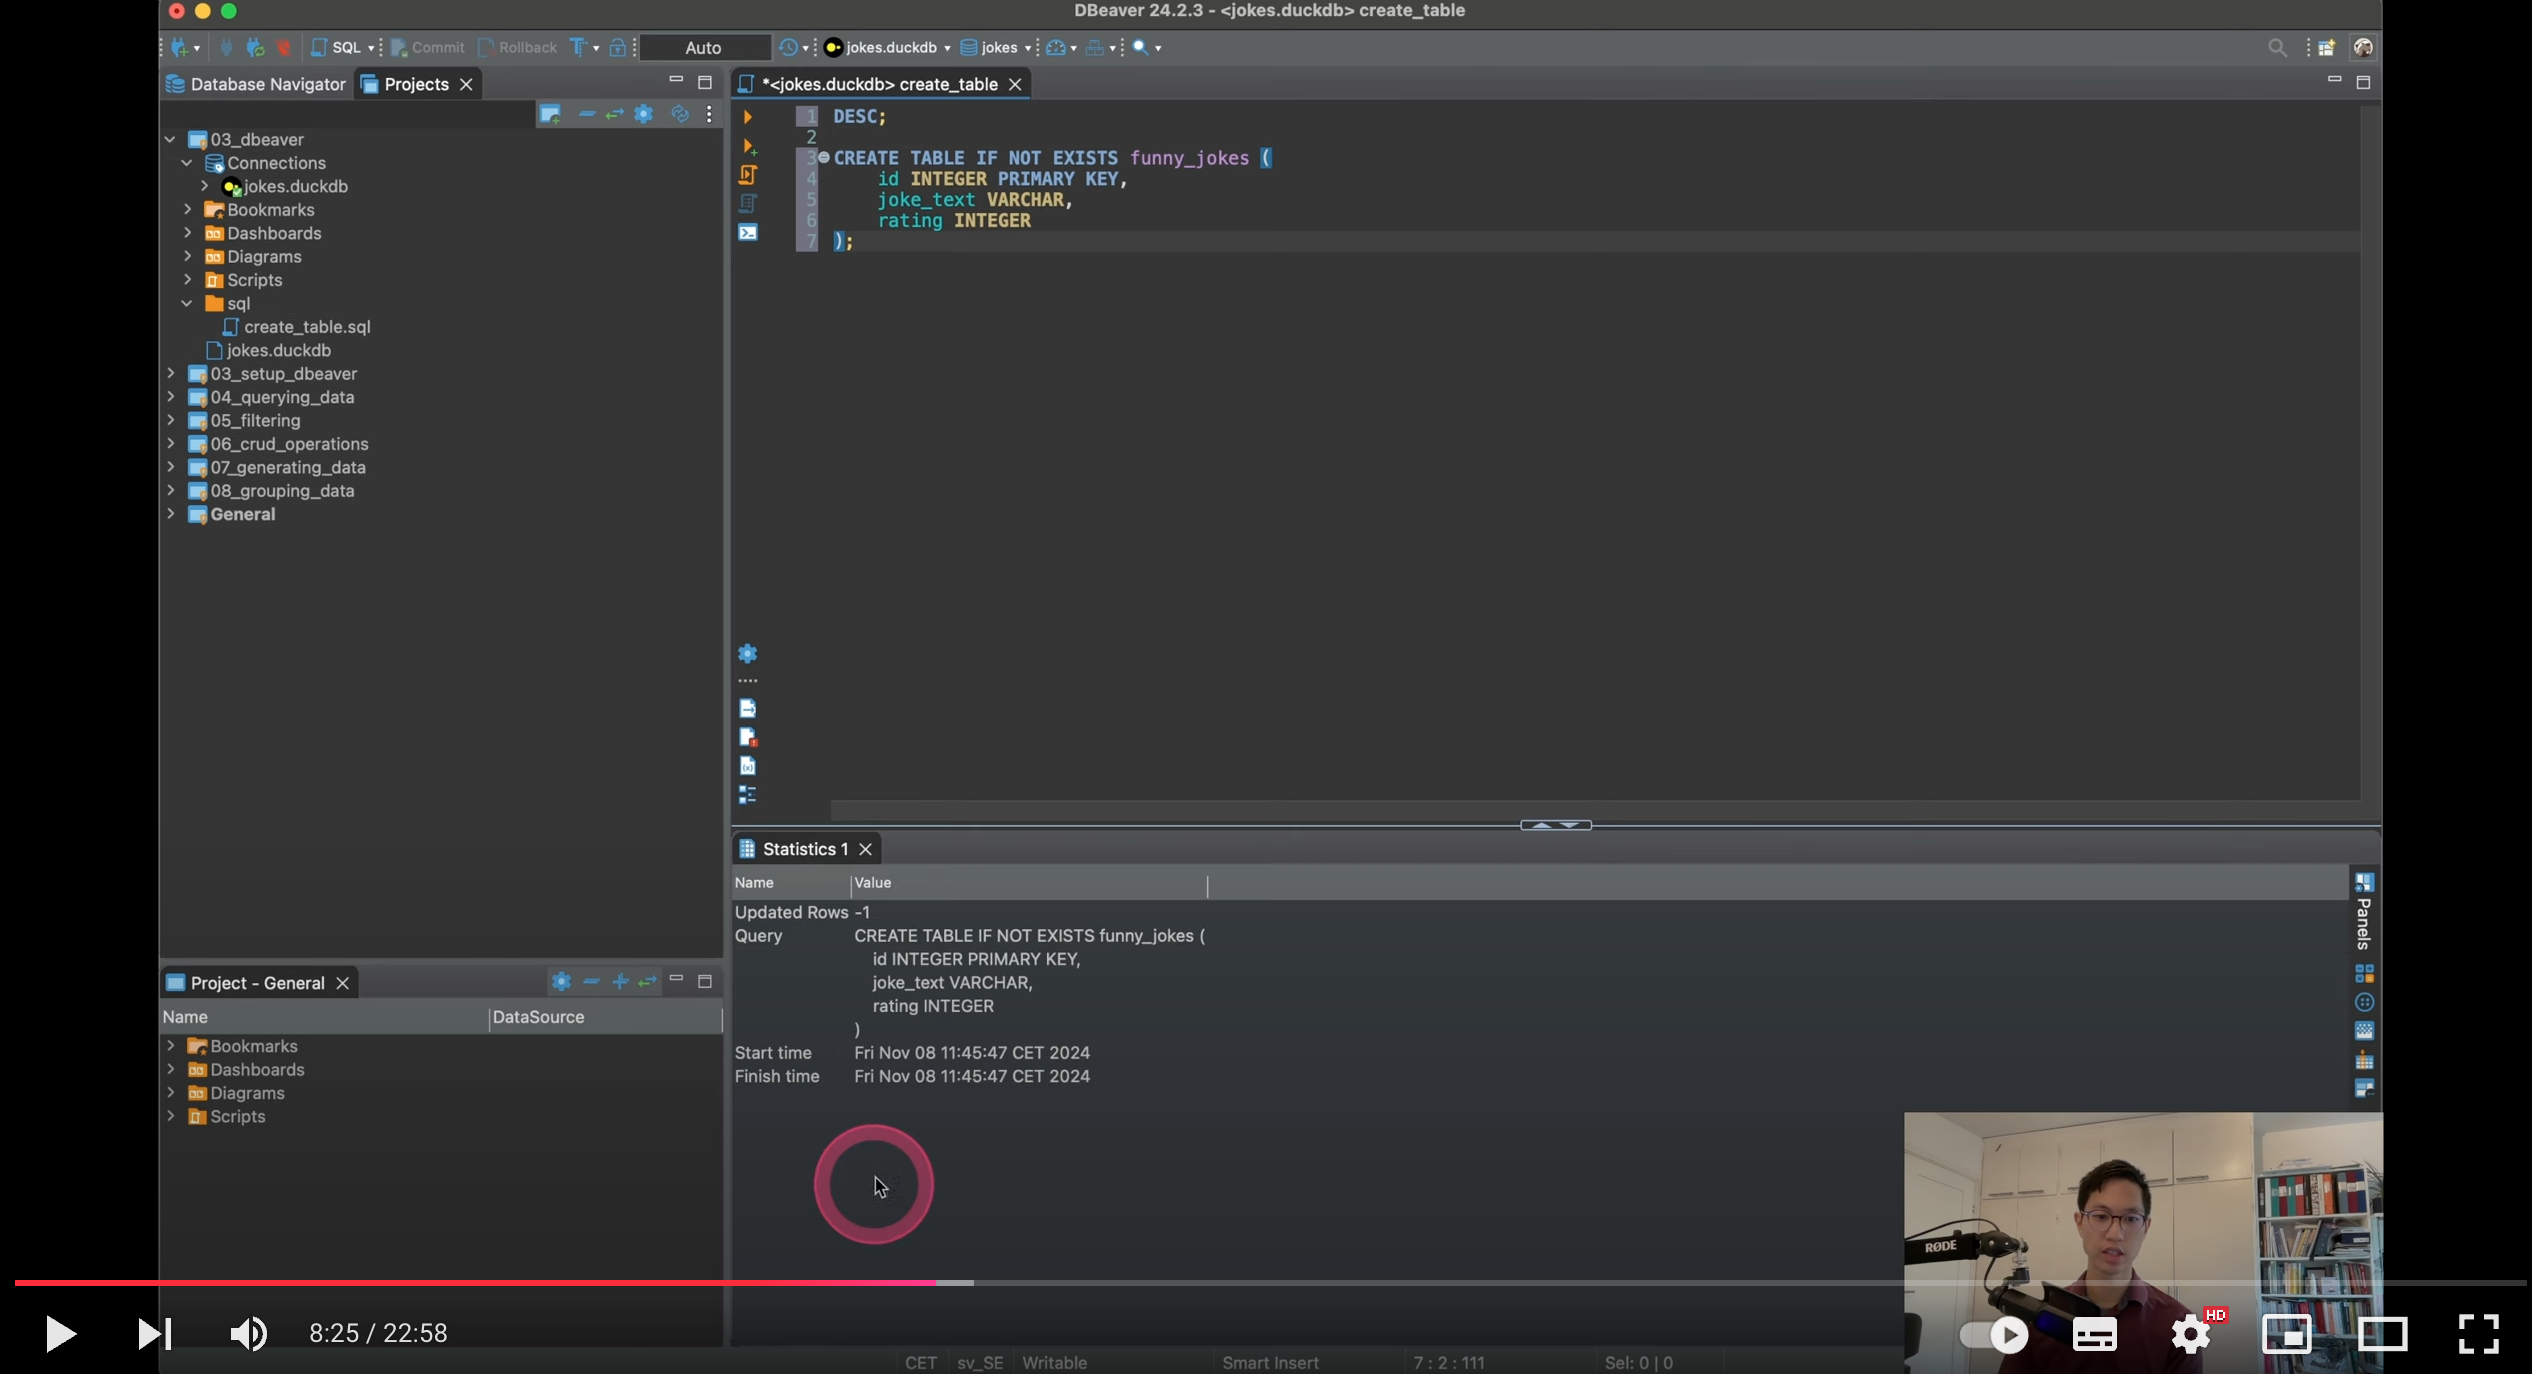 DBeaver 24.2.3 - <jokes.duckdb> create_table
SQL Commit Rollback Auto jokes.duckdb jokes
Database Navigator Projects
03_dbeaver
Connections
jokes.duckdb
Bookmarks
Dashboards
Diagrams
Scripts
sql
create_table.sql
jokes.duckdb
03_setup_dbeaver
04_querying_data
05_filtering
06_crud_operations
07_generating_data
08_grouping_data
General
*<jokes.duckdb> create_table
1 DESC;
2
3 CREATE TABLE IF NOT EXISTS funny_jokes (
4 id INTEGER PRIMARY KEY,
5 joke_text VARCHAR,
6 rating INTEGER
7 );
Statistics 1
Name Value
Updated Rows -1
Query CREATE TABLE IF NOT EXISTS funny_jokes (
id INTEGER PRIMARY KEY,
joke_text VARCHAR,
rating INTEGER
)
Start time Fri Nov 08 11:45:47 CET 2024
Finish time Fri Nov 08 11:45:47 CET 2024
Panels
Project - General
Name DataSource
Bookmarks
Dashboards
Diagrams
Scripts
RØDE
8:25 / 22:58
HD
CET sv_SE Writable Smart Insert 7 : 2 : 111 Sel: 0 | 0